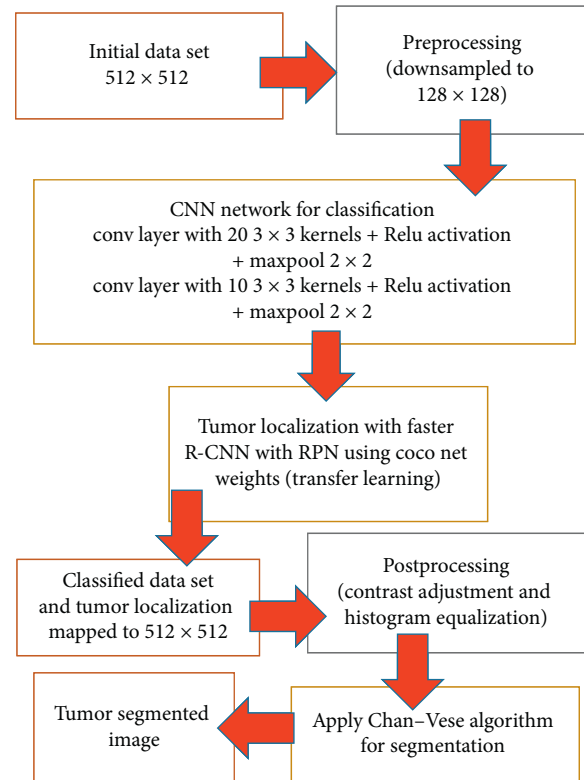 Initial data set
512 × 512
Preprocessing
(downsampled to
128 × 128)
CNN network for classification
conv layer with 20 3 × 3 kernels + Relu activation
+ maxpool 2 × 2
conv layer with 10 3 × 3 kernels + Relu activation
+ maxpool 2 × 2
Tumor localization with faster
R-CNN with RPN using coco net
weights (transfer learning)
Classified data set
and tumor localization
mapped to 512 × 512
Postprocessing
(contrast adjustment and
histogram equalization)
Apply Chan–Vese algorithm
for segmentation
Tumor segmented
image